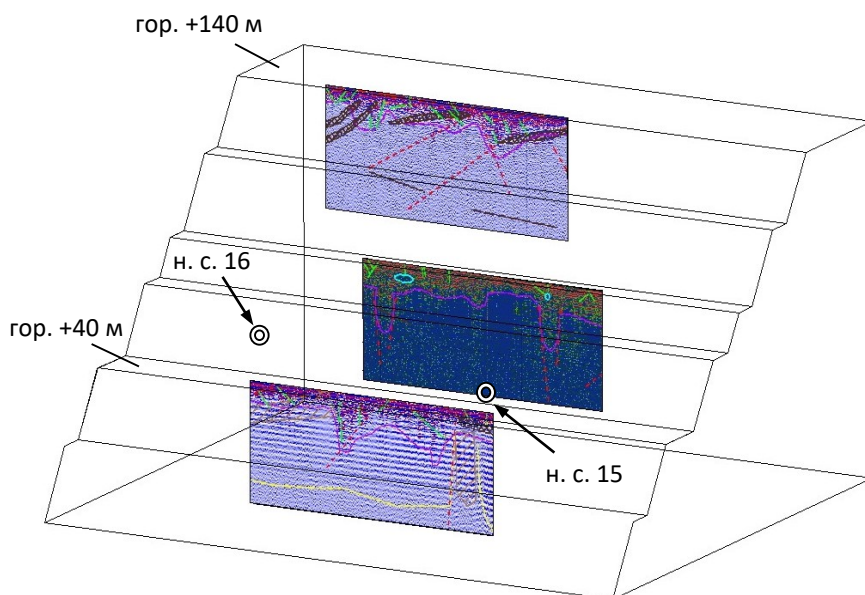 гор. +140 м
н. с. 16
гор. +40 м
н. с. 15